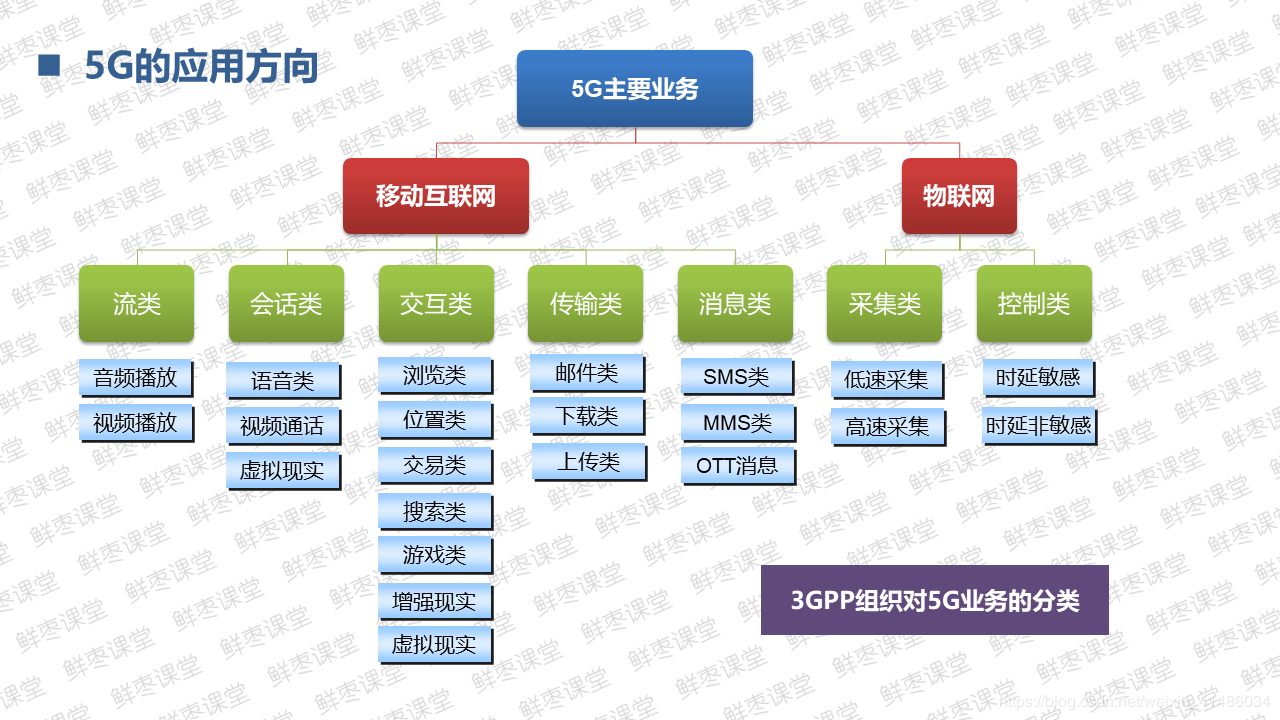 5G的应用方向
5G主要业务
移动互联网
物联网
流类
会话类
交互类
传输类
消息类
采集类
控制类
音频播放
视频播放
语音类
视频通话
虚拟现实
浏览类
位置类
交易类
搜索类
游戏类
增强现实
虚拟现实
邮件类
下载类
上传类
SMS类
MMS类
OTT消息
低速采集
高速采集
时延敏感
时延非敏感
3GPP组织对5G业务的分类
鲜枣课堂